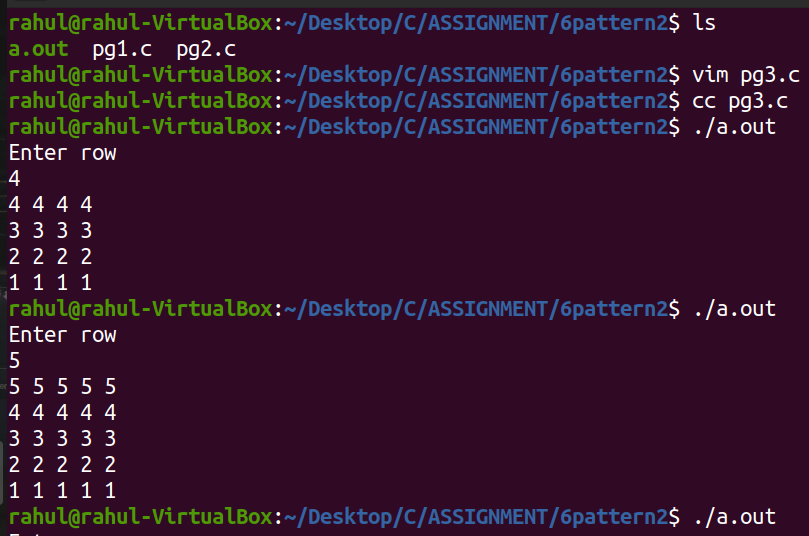 rahul@rahul-VirtualBox:~/Desktop/C/ASSIGNMENT/6pattern2$ ls
a.out  pg1.c  pg2.c
rahul@rahul-VirtualBox:~/Desktop/C/ASSIGNMENT/6pattern2$ vim pg3.c
rahul@rahul-VirtualBox:~/Desktop/C/ASSIGNMENT/6pattern2$ cc pg3.c
rahul@rahul-VirtualBox:~/Desktop/C/ASSIGNMENT/6pattern2$ ./a.out
Enter row
4
4 4 4 4
3 3 3 3
2 2 2 2
1 1 1 1
rahul@rahul-VirtualBox:~/Desktop/C/ASSIGNMENT/6pattern2$ ./a.out
Enter row
5
5 5 5 5 5
4 4 4 4 4
3 3 3 3 3
2 2 2 2 2
1 1 1 1 1
rahul@rahul-VirtualBox:~/Desktop/C/ASSIGNMENT/6pattern2$ ./a.out